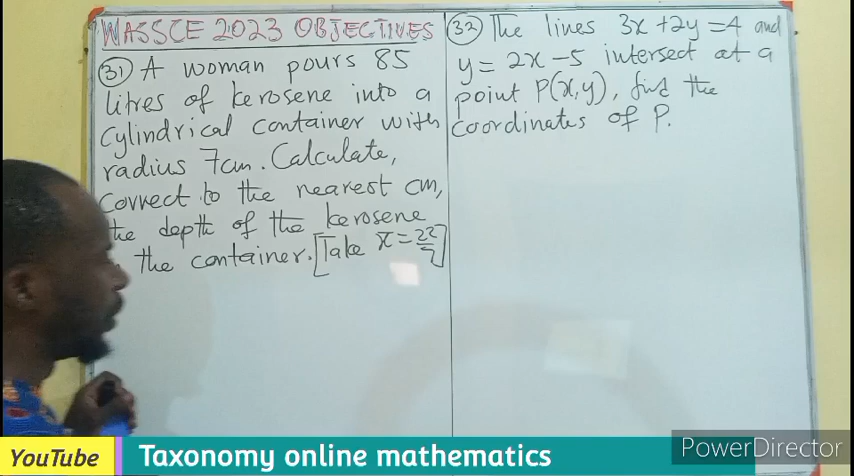 WASSCE 2023 OBJECTIVES
(31) A woman pours 85
litres of kerosene into a
cylindrical container with
radius 7cm. Calculate,
correct to the nearest cm,
the depth of the kerosene
the container. [Take π = 22/7]
(32) The lines 3x + 2y = 4 and
y = 2x - 5 intersect at a
point P(x,y), find the
coordinates of P.
YouTube Taxonomy online mathematics
PowerDirector